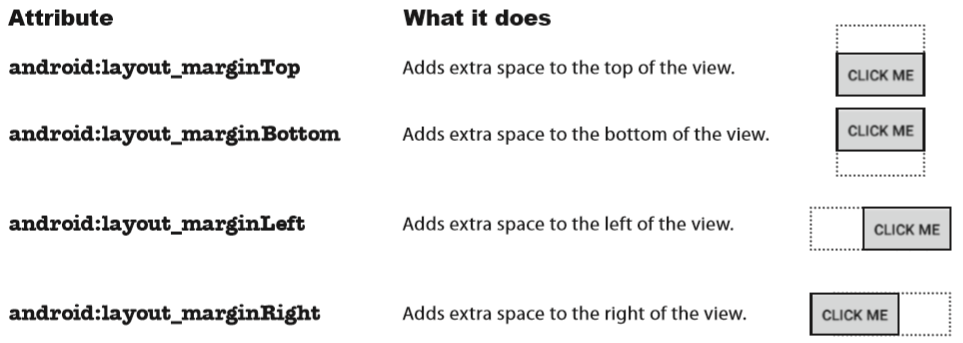 Attribute What it does
android:layout_marginTop Adds extra space to the top of the view. CLICK ME
android:layout_marginBottom Adds extra space to the bottom of the view. CLICK ME
android:layout_marginLeft Adds extra space to the left of the view. CLICK ME
android:layout_marginRight Adds extra space to the right of the view. CLICK ME